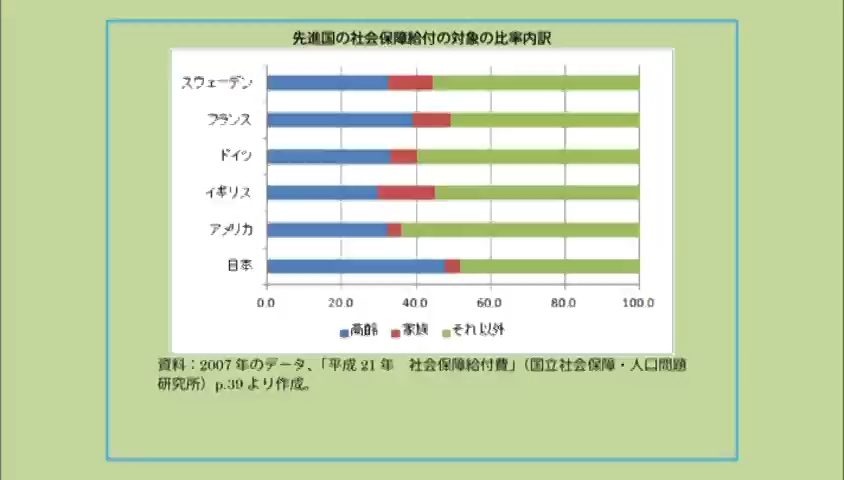 先進国の社会保障給付の対象の比率内訳
スウェーデン
フランス
ドイツ
イギリス
アメリカ
日本
0.0 20.0 40.0 60.0 80.0 100.0
高齢 家族 それ以外
資料：2007年のデータ、「平成21年　社会保障給付費」（国立社会保障・人口問題
研究所）p.39より作成。